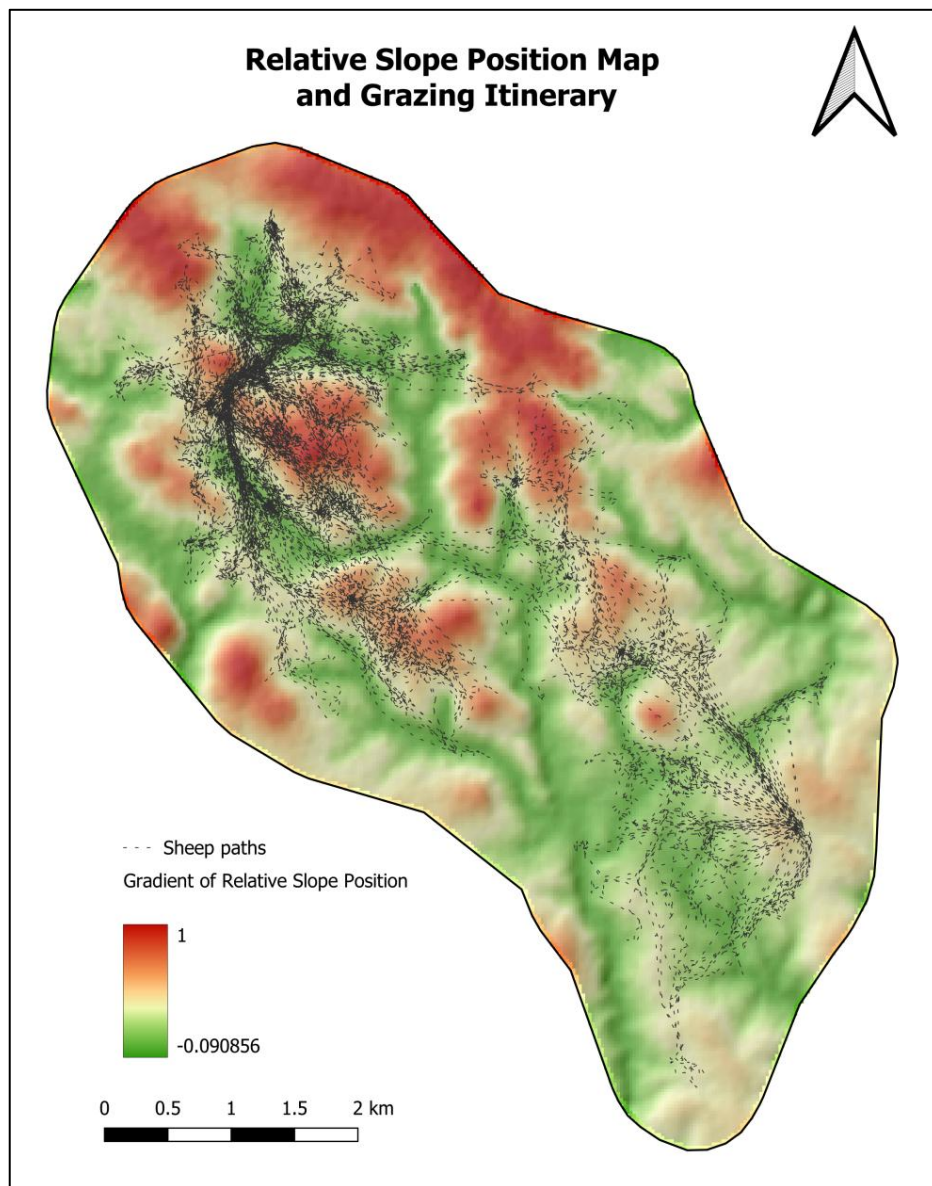 Relative Slope Position Map
and Grazing Itinerary
Sheep paths
Gradient of Relative Slope Position
1
-0.090856
0 0.5 1 1.5 2 km